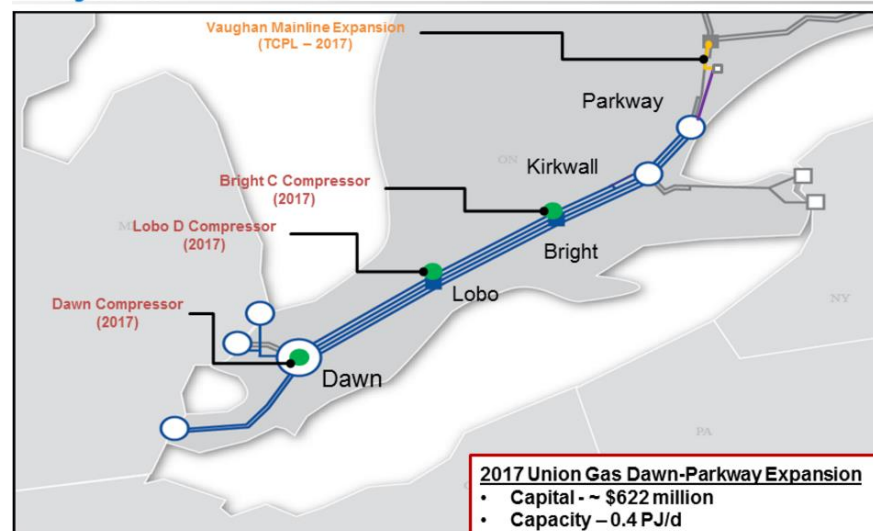 Vaughan Mainline Expansion
(TCPL – 2017)
Parkway
ON
Kirkwall
Bright C Compressor
(2017)
Lobo D Compressor
(2017)
Bright
Lobo
Dawn Compressor
(2017)
NY
Dawn
PA
2017 Union Gas Dawn-Parkway Expansion
• Capital - ~ $622 million
• Capacity – 0.4 PJ/d